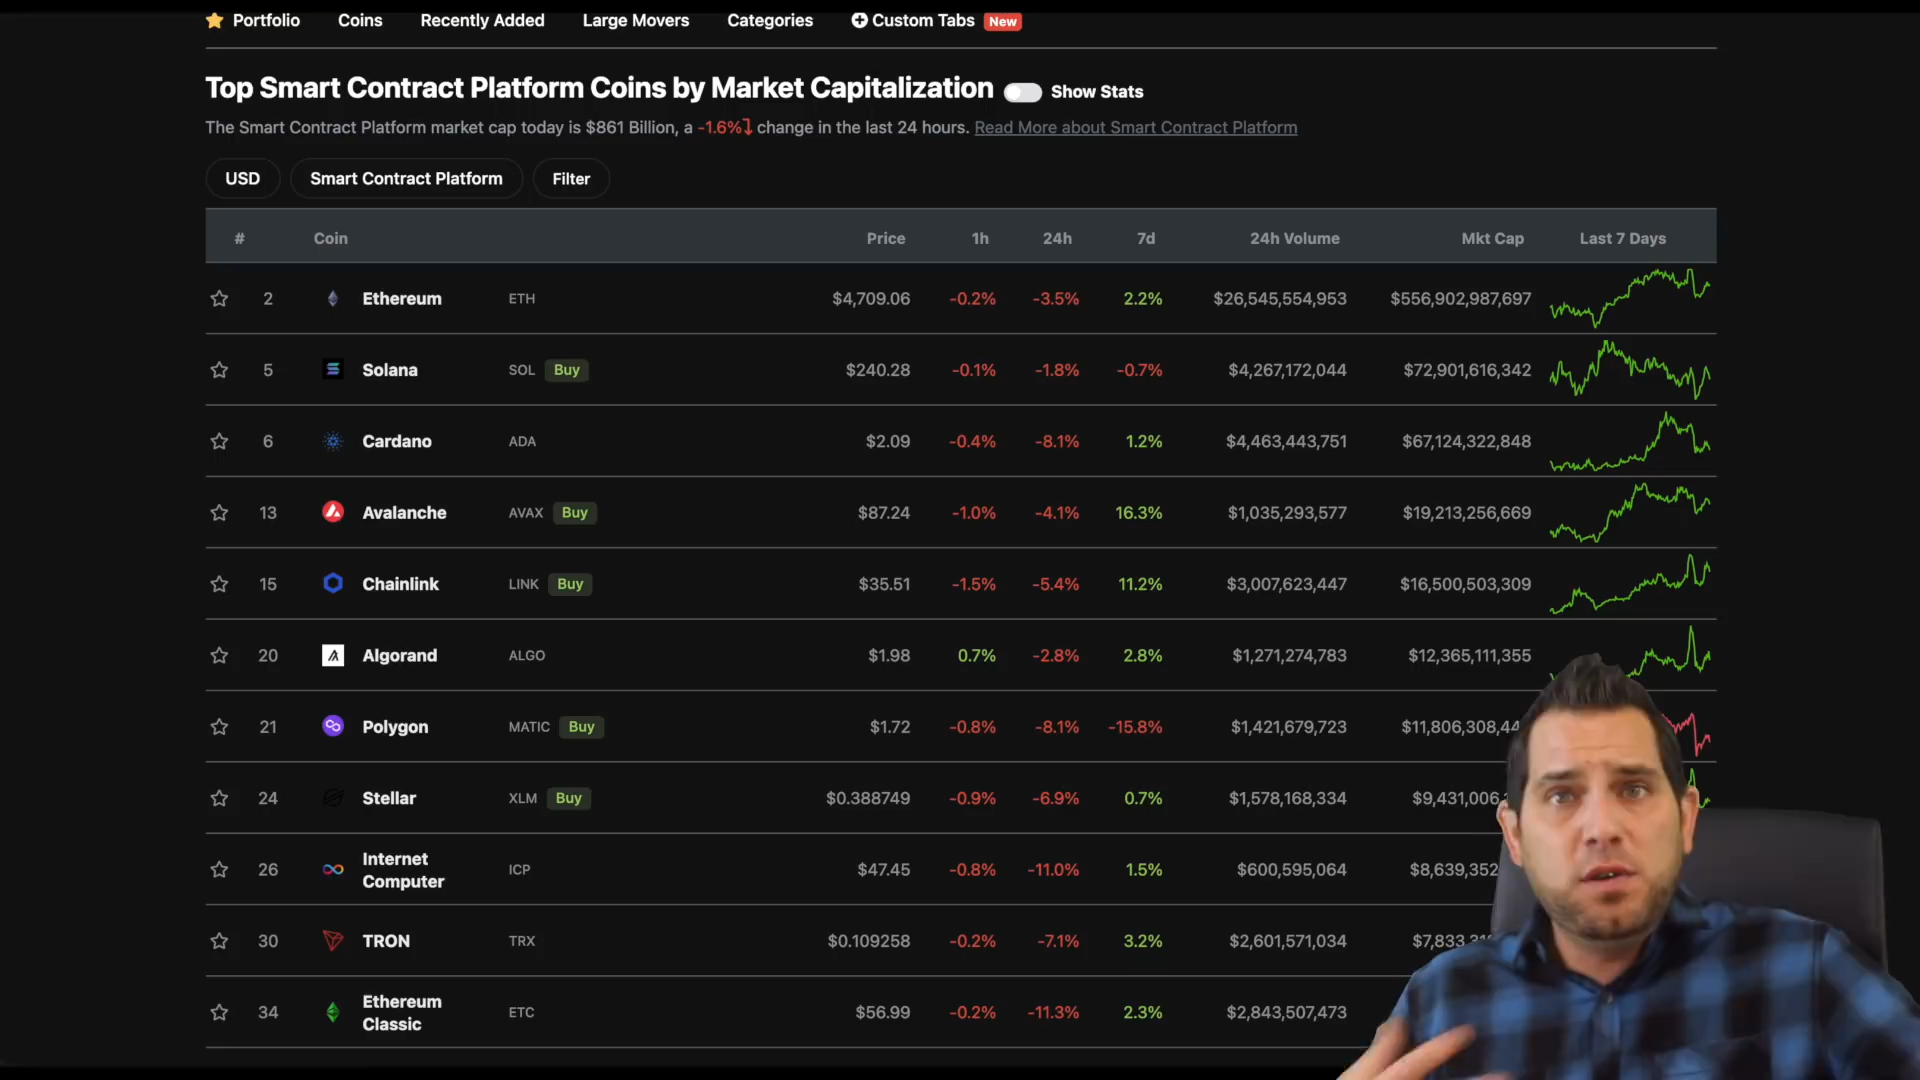 Portfolio Coins Recently Added Large Movers Categories Custom Tabs New
Top Smart Contract Platform Coins by Market Capitalization Show Stats
The Smart Contract Platform market cap today is $861 Billion, a -1.6% change in the last 24 hours. Read More about Smart Contract Platform
USD Smart Contract Platform Filter
# Coin Price 1h 24h 7d 24h Volume Mkt Cap Last 7 Days
2 Ethereum ETH $4,709.06 -0.2% -3.5% 2.2% $26,545,554,953 $556,902,987,697
5 Solana SOL Buy $240.28 -0.1% -1.8% -0.7% $4,267,172,044 $72,901,616,342
6 Cardano ADA $2.09 -0.4% -8.1% 1.2% $4,463,443,751 $67,124,322,848
13 Avalanche AVAX Buy $87.24 -1.0% -4.1% 16.3% $1,035,293,577 $19,213,256,669
15 Chainlink LINK Buy $35.51 -1.5% -5.4% 11.2% $3,007,623,447 $16,500,503,309
20 Algorand ALGO $1.98 0.7% -2.8% 2.8% $1,271,274,783 $12,365,111,355
21 Polygon MATIC Buy $1.72 -0.8% -8.1% -15.8% $1,421,679,723
24 Stellar XLM Buy $0.388749 -0.9% -6.9% 0.7% $1,578,168,334
26 Internet Computer ICP $47.45 -0.8% -11.0% 1.5% $600,595,064
30 TRON TRX $0.109258 -0.2% -7.1% 3.2% $2,601,571,034
34 Ethereum Classic ETC $56.99 -0.2% -11.3% 2.3% $2,843,507,473